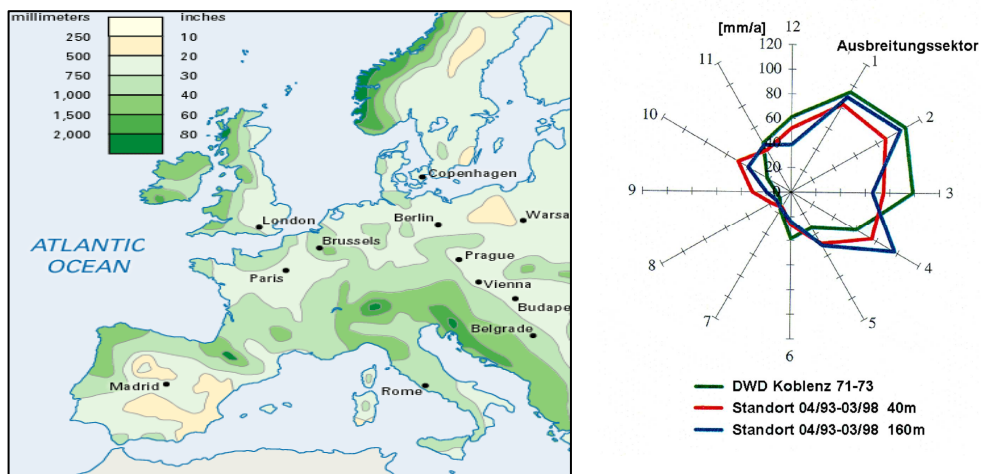 millimeters inches
250 10
500 20
750 30
1,000 40
1,500 60
2,000 80
Copenhagen
London
Berlin
Warsa
Brussels
ATLANTIC
OCEAN
Prague
Paris
Vienna
Budape
Belgrade
Madrid
Rome
[mm/a]
12
120
100
80
60
40
20
0
Ausbreitungssektor
1
2
3
4
5
6
7
8
9
10
11
DWD Koblenz 71-73
Standort 04/93-03/98 40m
Standort 04/93-03/98 160m